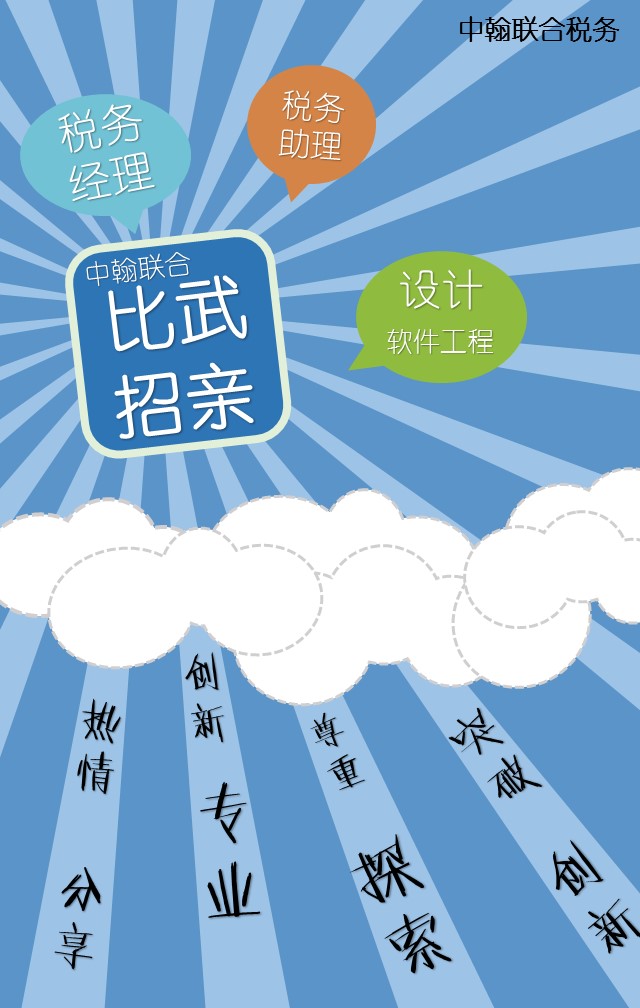 中翰联合税务
税务
经理
税务
助理
中翰联合
比武
招亲
设计
软件工程
热情
分享
创新
专业
尊重
探索
突破
创新